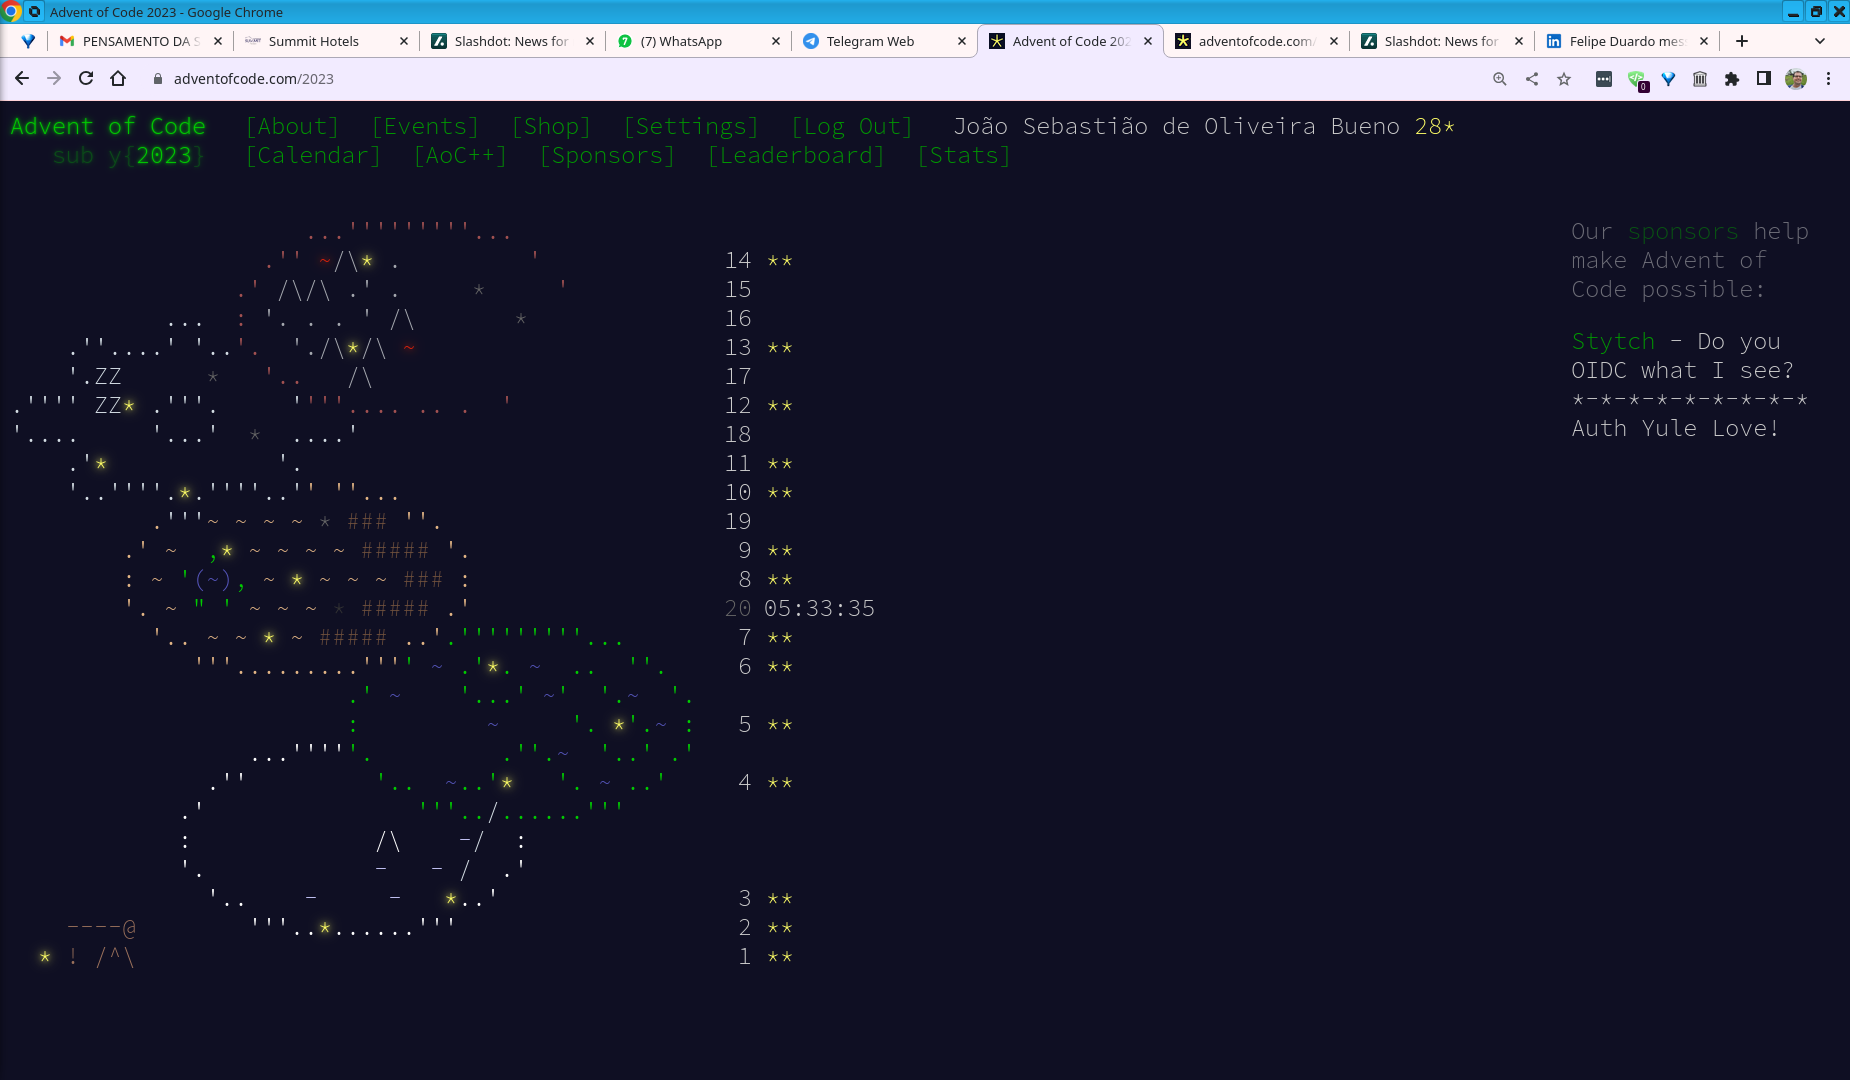 Advent of Code 2023 - Google Chrome
PENSAMENTO DA S
Summit Hotels
Slashdot: News for
(7) WhatsApp
Telegram Web
Advent of Code 202
adventofcode.com/
Slashdot: News for
Felipe Duardo mes
adventofcode.com/2023
0
Advent of Code [About] [Events] [Shop] [Settings] [Log Out] João Sebastião de Oliveira Bueno 28*
sub y{2023} [Calendar] [AoC++] [Sponsors] [Leaderboard] [Stats]
...'''''''''...
.'' ~/\* . ' 14 **
.' /\/\ .' . * ' 15
... : '. . . ' /\ * 16
.''....' '..'. './\*/\ ~ 13 **
'.ZZ * '.. /\ 17
.'''' ZZ* .'''. ''''.... .. . ' 12 **
'.... '...' * ....' 18
.'* '. 11 **
'..''''.*.''''..'' ''... 10 **
.'''~ ~ ~ ~ * ### ''. 19
.' ~ ,* ~ ~ ~ ~ ##### '. 9 **
: ~ '(~), ~ * ~ ~ ~ ### : 8 **
'. ~ " ' ~ ~ ~ * ##### .' 20 05:33:35
'.. ~ ~ * ~ ##### ..'.'''''''''... 7 **
'''.........'''' ~ .'*. ~ .. ''. 6 **
.' ~ '...' ~' '.~ '.
: ~ '. *'.~ : 5 **
...'''''. .''.~ '..' .'
.'' '.. ~..'* '. ~ ..' 4 **
.' '''../......'''
: /\ -/ :
'. - - / .'
'.. - - *..' 3 **
----@ '''..*......''' 2 **
* ! /^\ 1 **
Our sponsors help
make Advent of
Code possible:
Stytch - Do you
OIDC what I see?
*-*-*-*-*-*-*-*-*
Auth Yule Love!